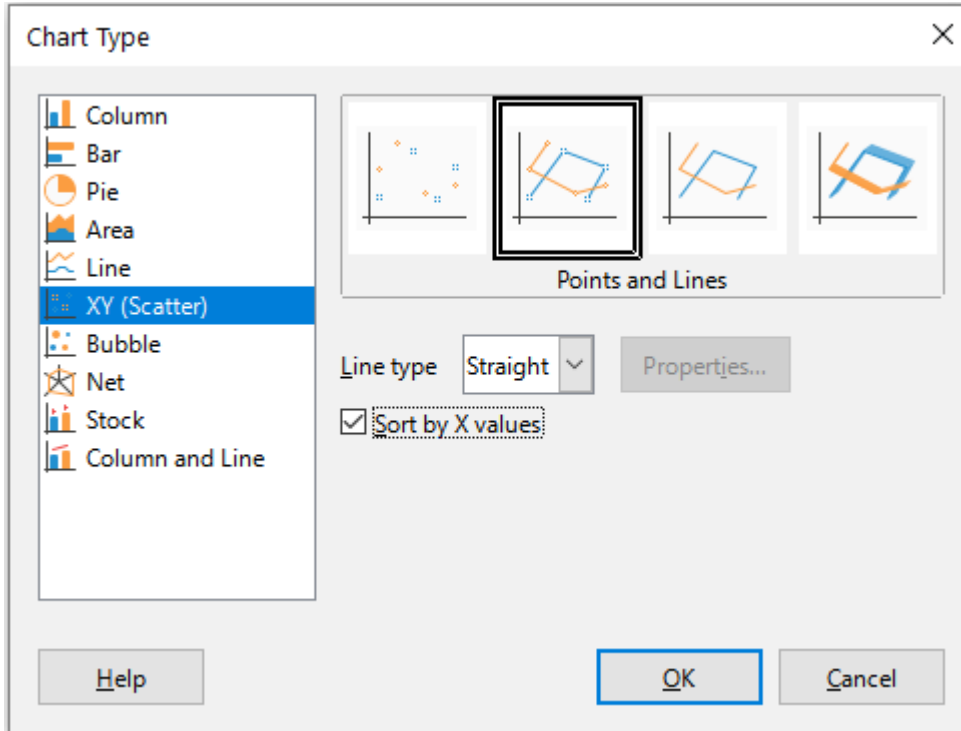 Chart Type
Column
Bar
Pie
Area
Line
XY (Scatter)
Bubble
Net
Stock
Column and Line
Points and Lines
Line type Straight Properties...
Sort by X values
Help OK Cancel